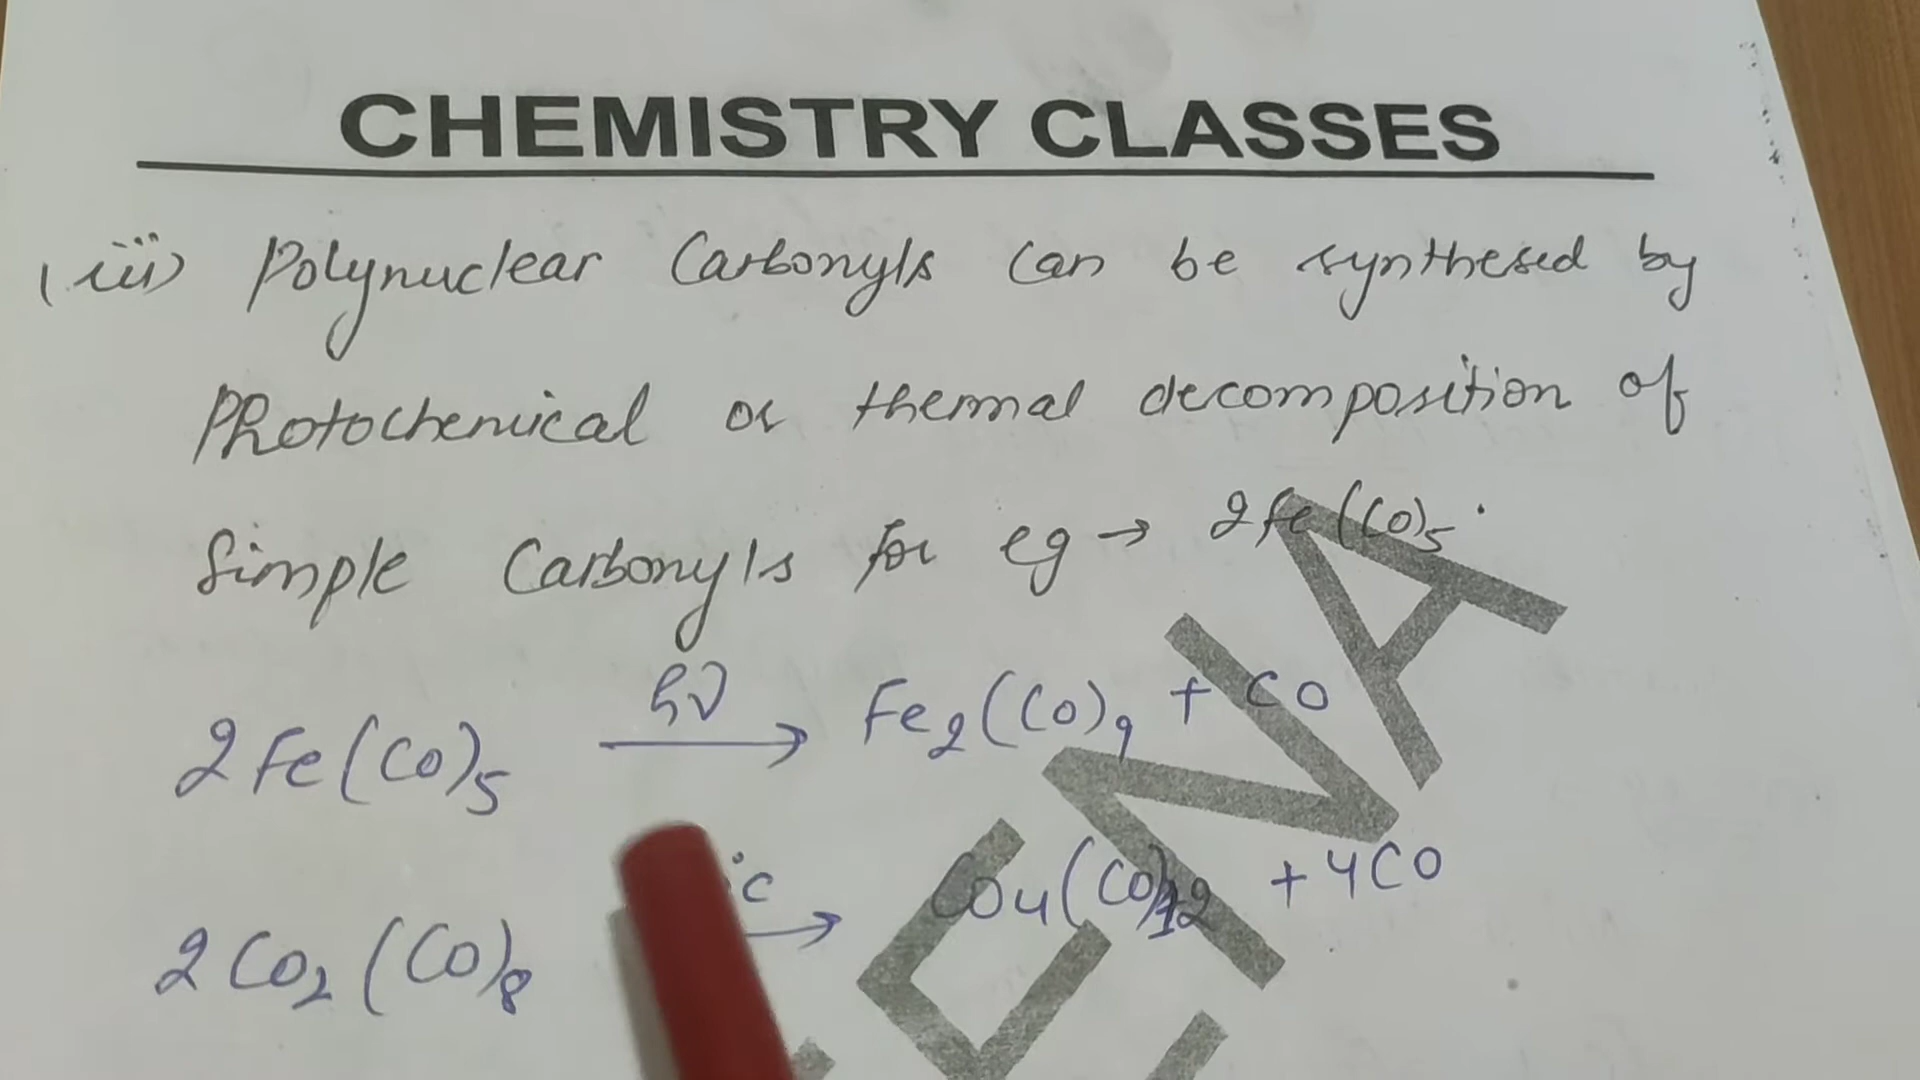 CHEMISTRY CLASSES
(iii) Polynuclear Carbonyls can be synthesed by
Photochemical or thermal decomposition of
Simple Carbonyls for eg → 2Fe(CO)5.
2Fe(CO)5 hν → Fe2(CO)9 + CO
2Co2(CO)8 °C → Co4(CO)12 + 4CO
ENA